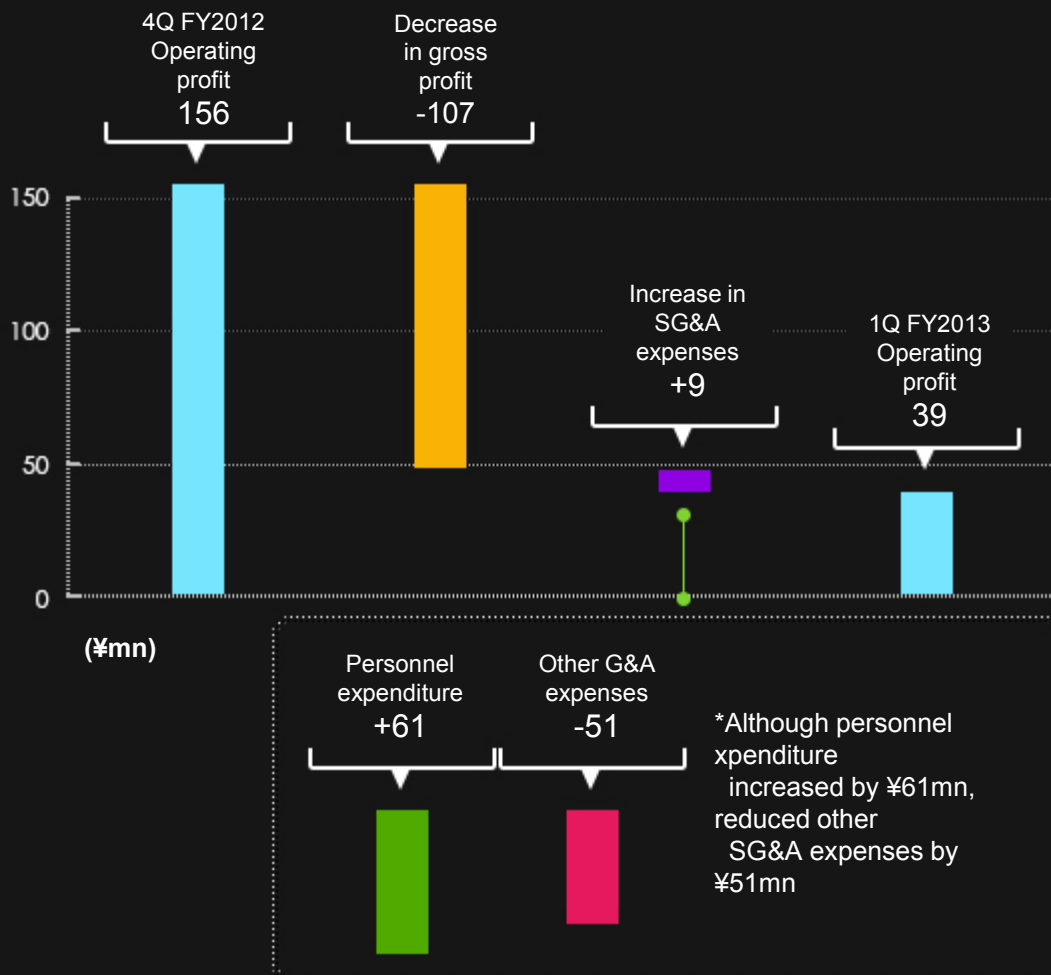 4Q FY2012
Operating
profit
156
Decrease
in gross
profit
-107
Increase in
SG&A
expenses
+9
1Q FY2013
Operating
profit
39
150
100
50
0
(¥mn)
Personnel
expenditure
+61
Other G&A
expenses
-51
*Although personnel
xpenditure
increased by ¥61mn,
reduced other
SG&A expenses by
¥51mn